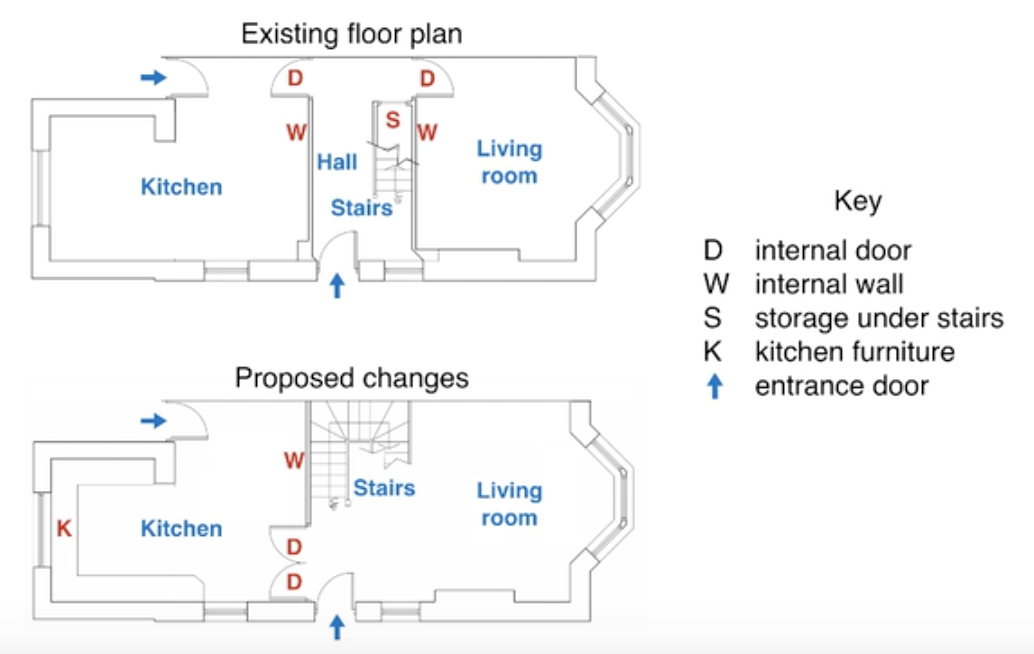 Existing floor plan
D
D
S
W
W
Hall
Living
room
Kitchen
Stairs
Up
Key
D internal door
W internal wall
S storage under stairs
K kitchen furniture
entrance door
Proposed changes
W
Stairs
Living
room
K
Kitchen
D
D